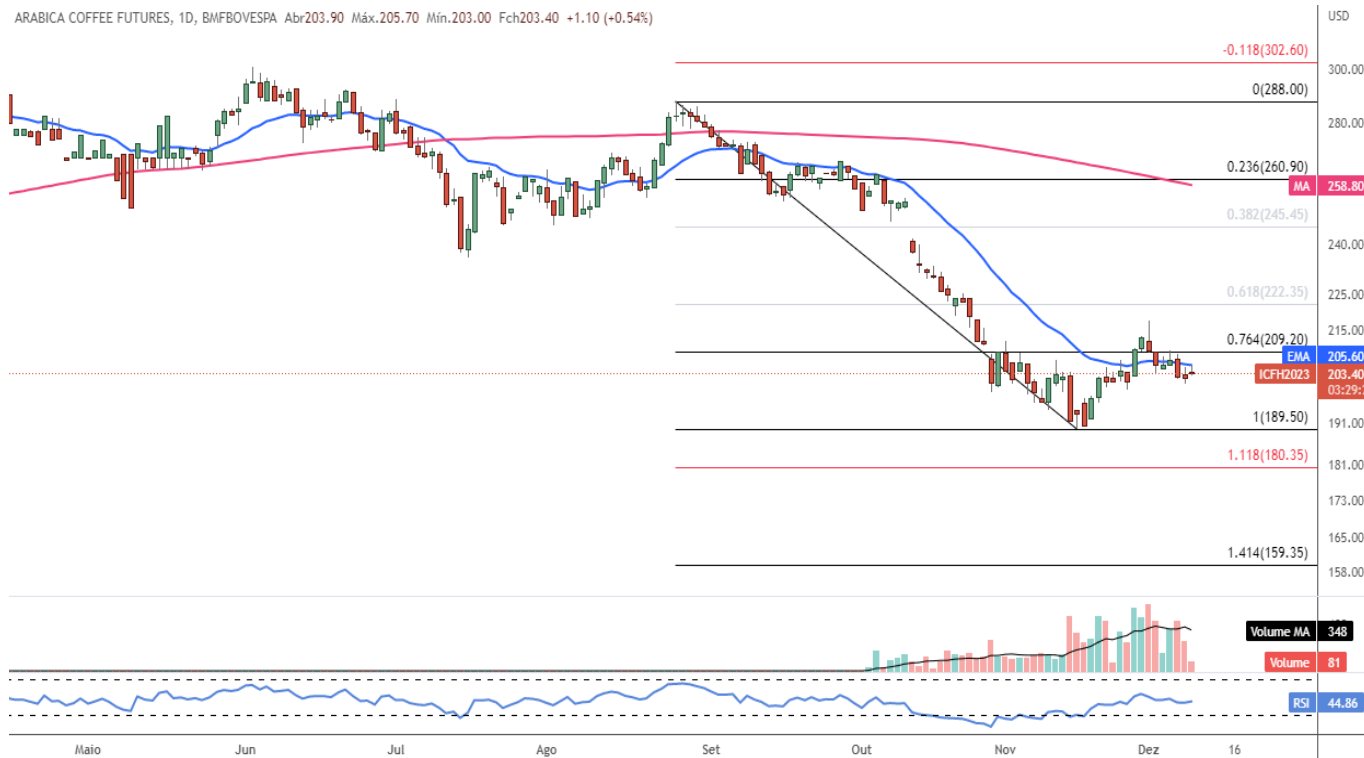 ARABICA COFFEE FUTURES, 1D, BMFBOVESPA Abr203.90 Máx.205.70 Mín.203.00 Fch203.40 +1.10 (+0.54%)
USD
-0.118(302.60)
300.00
0(288.00)
280.00
0.236(260.90)
MA 258.80
0.382(245.45)
240.00
0.618(222.35)
225.00
215.00
0.764(209.20)
EMA 205.60
ICFH2023 203.40
03:29:
1(189.50)
191.00
1.118(180.35)
181.00
173.00
165.00
1.414(159.35)
158.00
Volume MA 348
Volume 81
RSI 44.86
Maio Jun Jul Ago Set Out Nov Dez 16